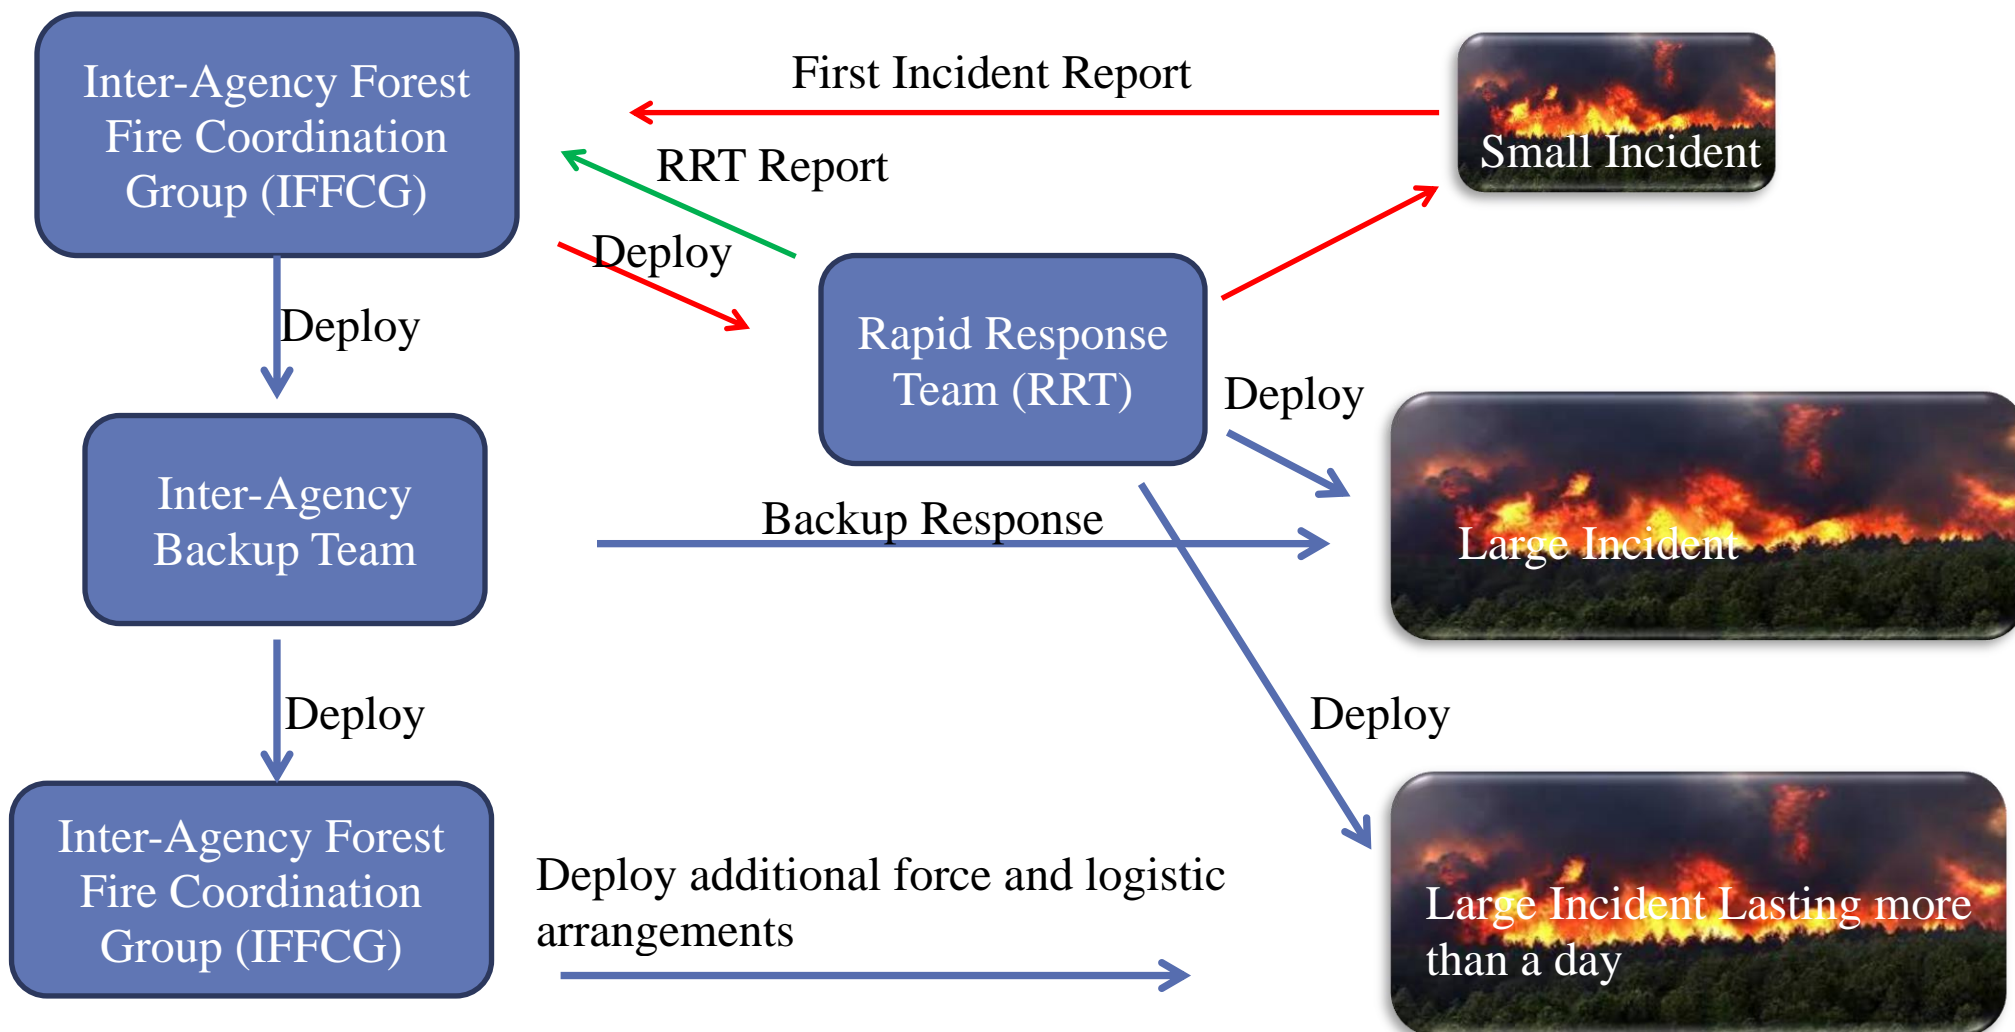 Inter-Agency Forest
Fire Coordination
Group (IFFCG)
First Incident Report
Small Incident
RRT Report
Deploy
Deploy
Rapid Response
Team (RRT)
Deploy
Inter-Agency
Backup Team
Backup Response
Large Incident
Deploy
Deploy
Inter-Agency Forest
Fire Coordination
Group (IFFCG)
Deploy additional force and logistic
arrangements
Large Incident Lasting more
than a day